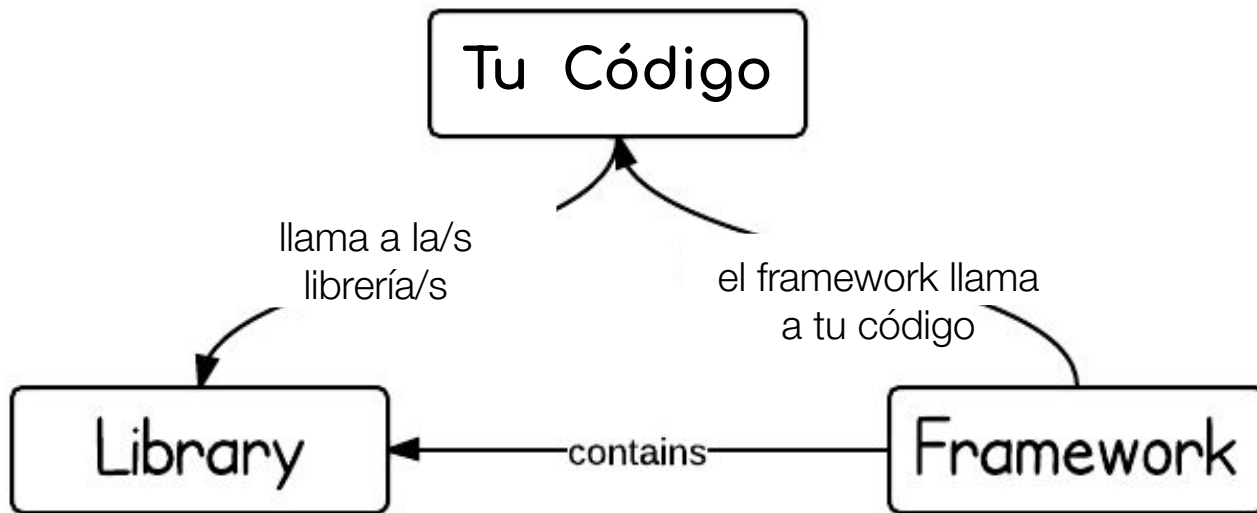 Tu Código
llama a la/s
librería/s
el framework llama
a tu código
Library
contains
Framework